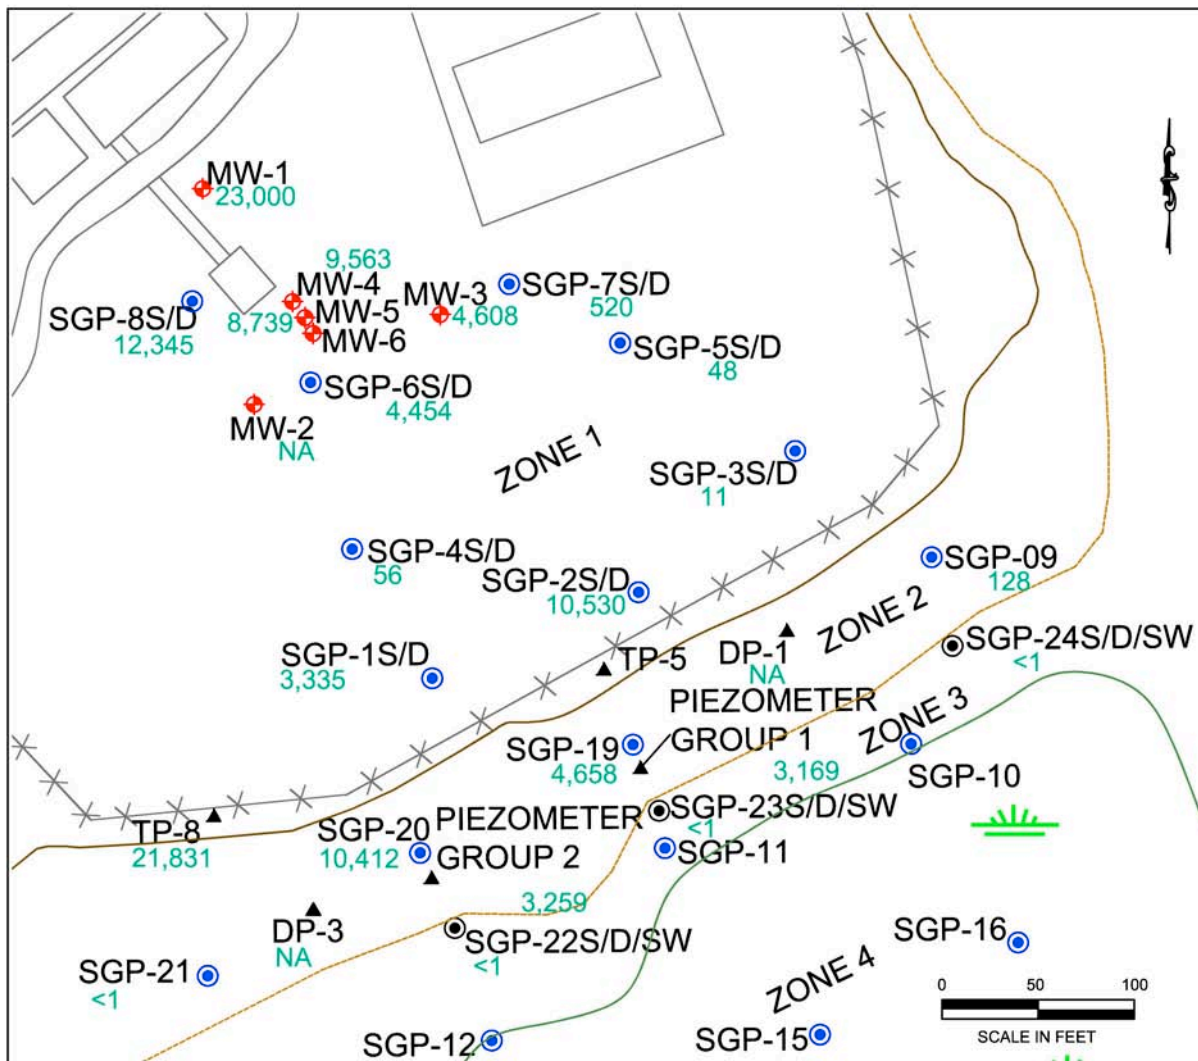 MW-1
23,000
9,563
MW-4
SGP-7S/D
520
SGP-8S/D
12,345
8,739
MW-5
MW-3
4,608
MW-6
SGP-5S/D
48
SGP-6S/D
4,454
MW-2
NA
ZONE 1
SGP-3S/D
11
SGP-4S/D
56
SGP-2S/D
10,530
SGP-09
128
ZONE 2
SGP-1S/D
3,335
TP-5
DP-1
NA
SGP-24S/D/SW
<1
PIEZOMETER
GROUP 1
ZONE 3
SGP-19
4,658
3,169
SGP-10
TP-8
21,831
SGP-20
10,412
PIEZOMETER
GROUP 2
SGP-23S/D/SW
<1
SGP-11
3,259
DP-3
NA
SGP-22S/D/SW
<1
SGP-21
<1
SGP-16
ZONE 4
SGP-12
SGP-15
0 50 100
SCALE IN FEET